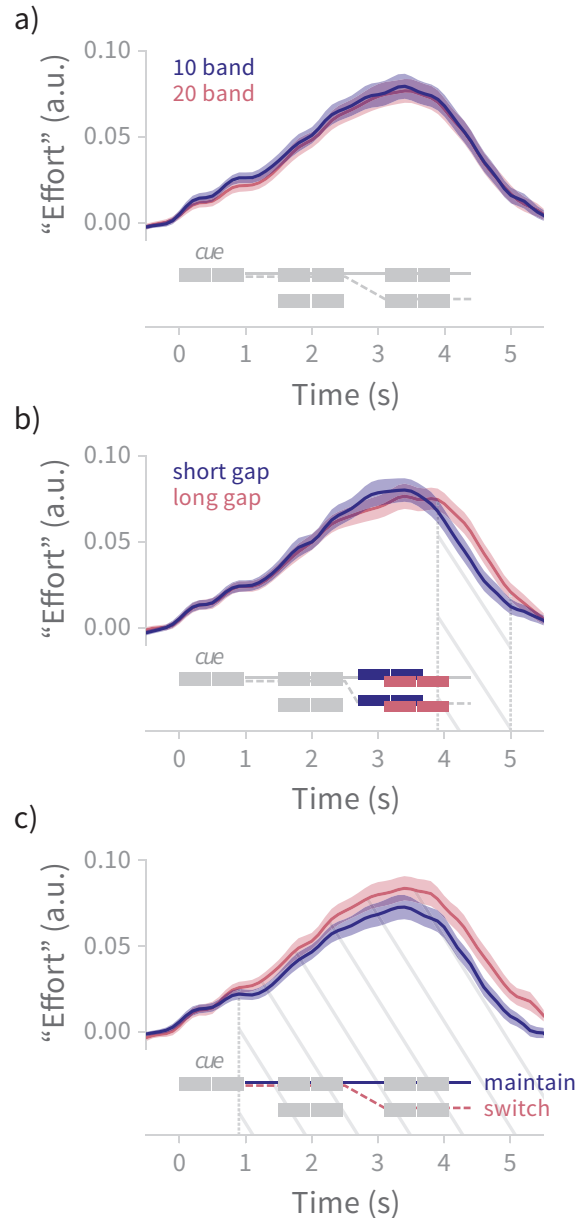 a)
"Effort" (a.u.)
0.10
0.05
0.00
10 band
20 band
cue
0 1 2 3 4 5
Time (s)
b)
"Effort" (a.u.)
0.10
0.05
0.00
short gap
long gap
cue
0 1 2 3 4 5
Time (s)
c)
"Effort" (a.u.)
0.10
0.05
0.00
cue
maintain
switch
0 1 2 3 4 5
Time (s)